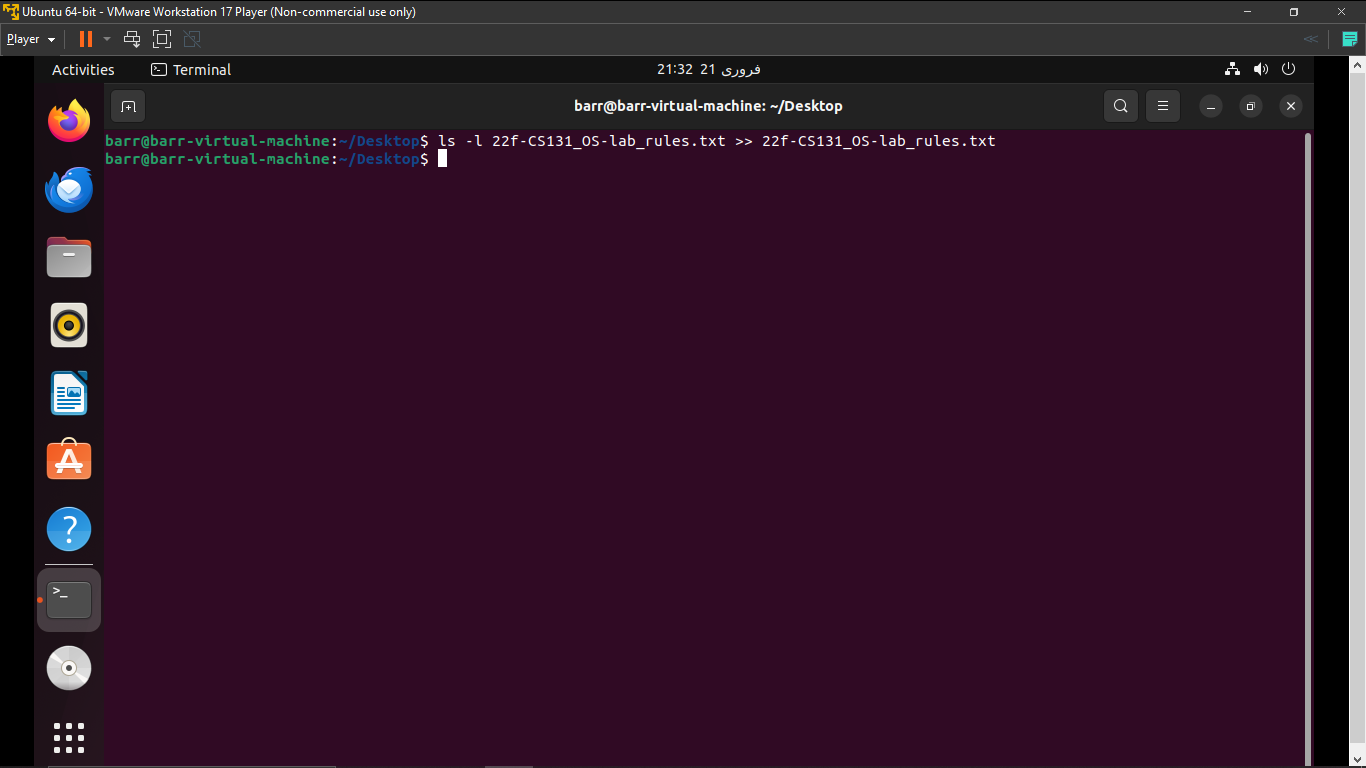 Ubuntu 64-bit - VMware Workstation 17 Player (Non-commercial use only)
Player
Activities
Terminal
21:32 21 فروری
barr@barr-virtual-machine: ~/Desktop
barr@barr-virtual-machine:~/Desktop$ ls -l 22f-CS131_OS-lab_rules.txt >> 22f-CS131_OS-lab_rules.txt
barr@barr-virtual-machine:~/Desktop$